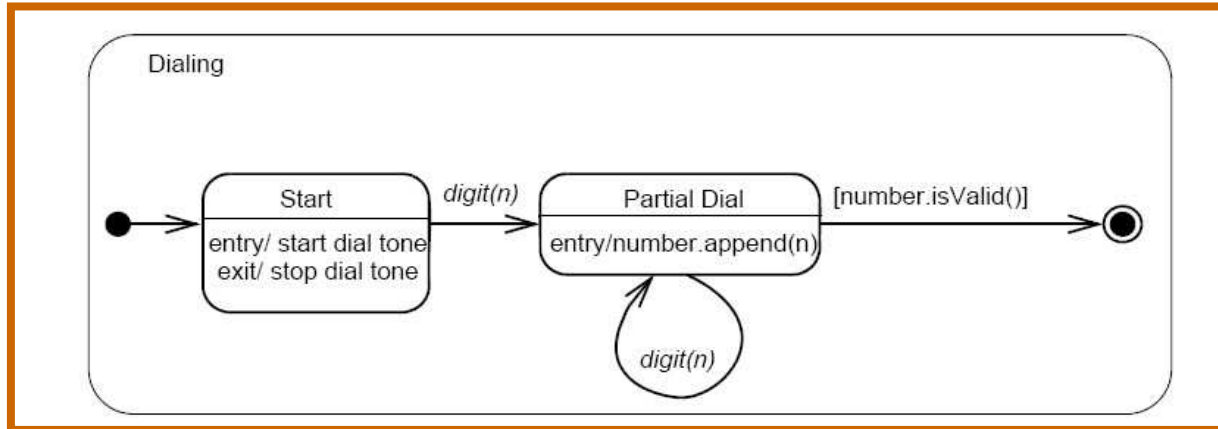 Dialing
Start
entry/ start dial tone
exit/ stop dial tone
digit(n)
Partial Dial
entry/number.append(n)
digit(n)
[number.isValid()]